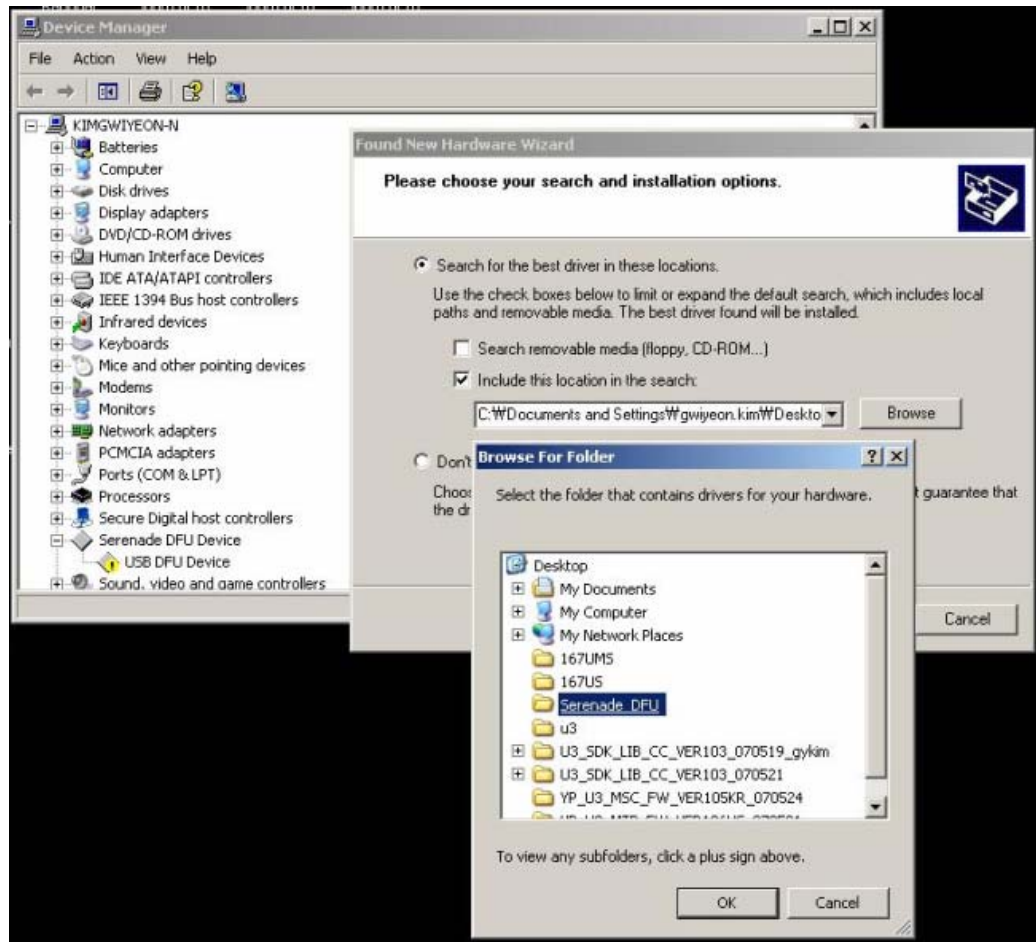 Device Manager
File Action View Help
KIMGWIYEON-N
Batteries
Computer
Disk drives
Display adapters
DVD/CD-ROM drives
Human Interface Devices
IDE ATA/ATAPI controllers
IEEE 1394 Bus host controllers
Infrared devices
Keyboards
Mice and other pointing devices
Modems
Monitors
Network adapters
PCMCIA adapters
Ports (COM & LPT)
Processors
Secure Digital host controllers
Serenade DFU Device
USB DFU Device
Sound, video and game controllers
Found New Hardware Wizard
Please choose your search and installation options.
Search for the best driver in these locations.
Use the check boxes below to limit or expand the default search, which includes local
paths and removable media. The best driver found will be installed.
Search removable media (floppy, CD-ROM...)
Include this location in the search:
C:₩Documents and Settings₩gwiyeon.kim₩Deskto
Browse
Don't
Choos
t guarantee that
the dr
Cancel
Browse For Folder
Select the folder that contains drivers for your hardware.
Desktop
My Documents
My Computer
My Network Places
167UMS
167US
Serenade_DFU
u3
U3_SDK_LIB_CC_VER103_070519_gykim
U3_SDK_LIB_CC_VER103_070521
YP_U3_MSC_FW_VER105KR_070524
To view any subfolders, click a plus sign above.
OK Cancel